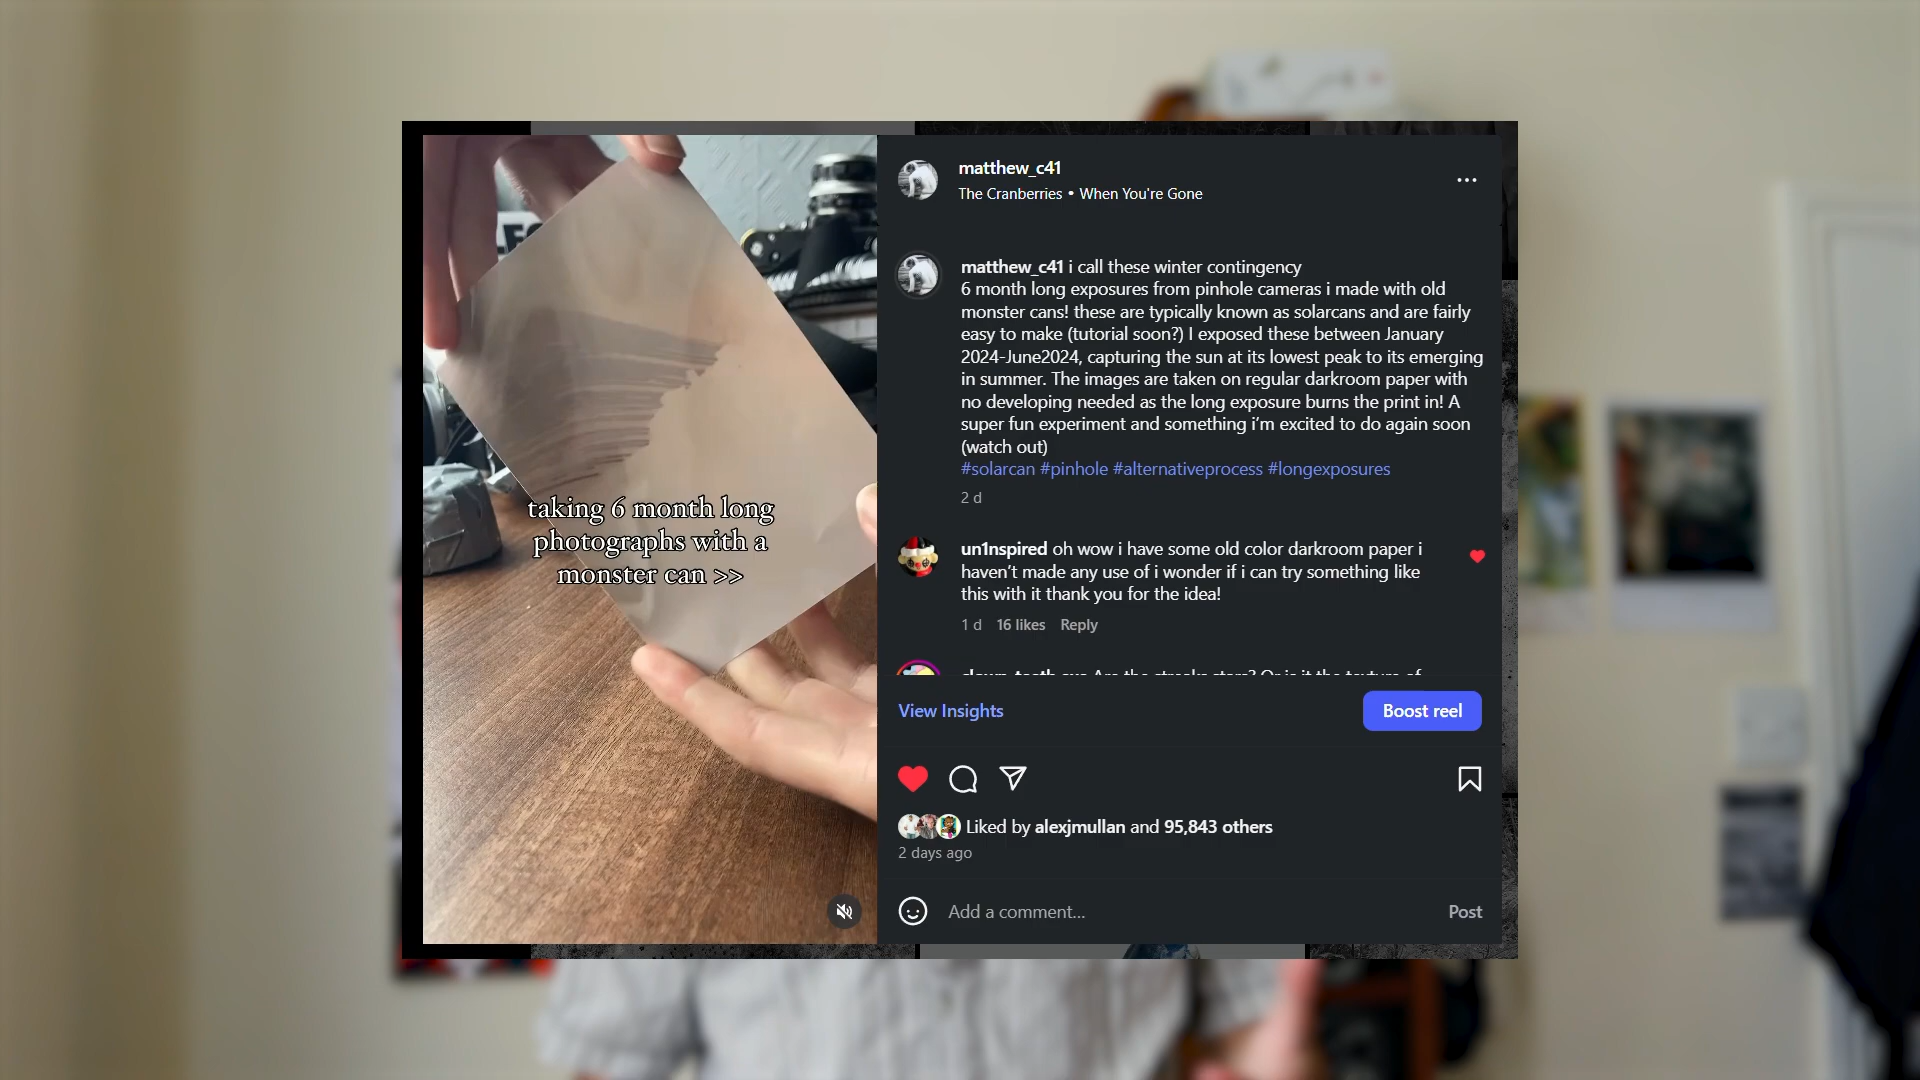 taking 6 month long
photographs with a
monster can >>
matthew_c41
The Cranberries • When You're Gone
matthew_c41 i call these winter contingency
6 month long exposures from pinhole cameras i made with old
monster cans! these are typically known as solarcans and are fairly
easy to make (tutorial soon?) I exposed these between January
2024-June2024, capturing the sun at its lowest peak to its emerging
in summer. The images are taken on regular darkroom paper with
no developing needed as the long exposure burns the print in! A
super fun experiment and something i'm excited to do again soon
(watch out)
#solarcan #pinhole #alternativeprocess #longexposures
2 d
un1nspired oh wow i have some old color darkroom paper i
haven't made any use of i wonder if i can try something like
this with it thank you for the idea!
1 d 16 likes Reply
View Insights
Boost reel
Liked by alexjmullan and 95,843 others
2 days ago
Add a comment...
Post